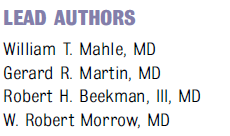 LEAD AUTHORS
William T. Mahle, MD
Gerard R. Martin, MD
Robert H. Beekman, III, MD
W. Robert Morrow, MD